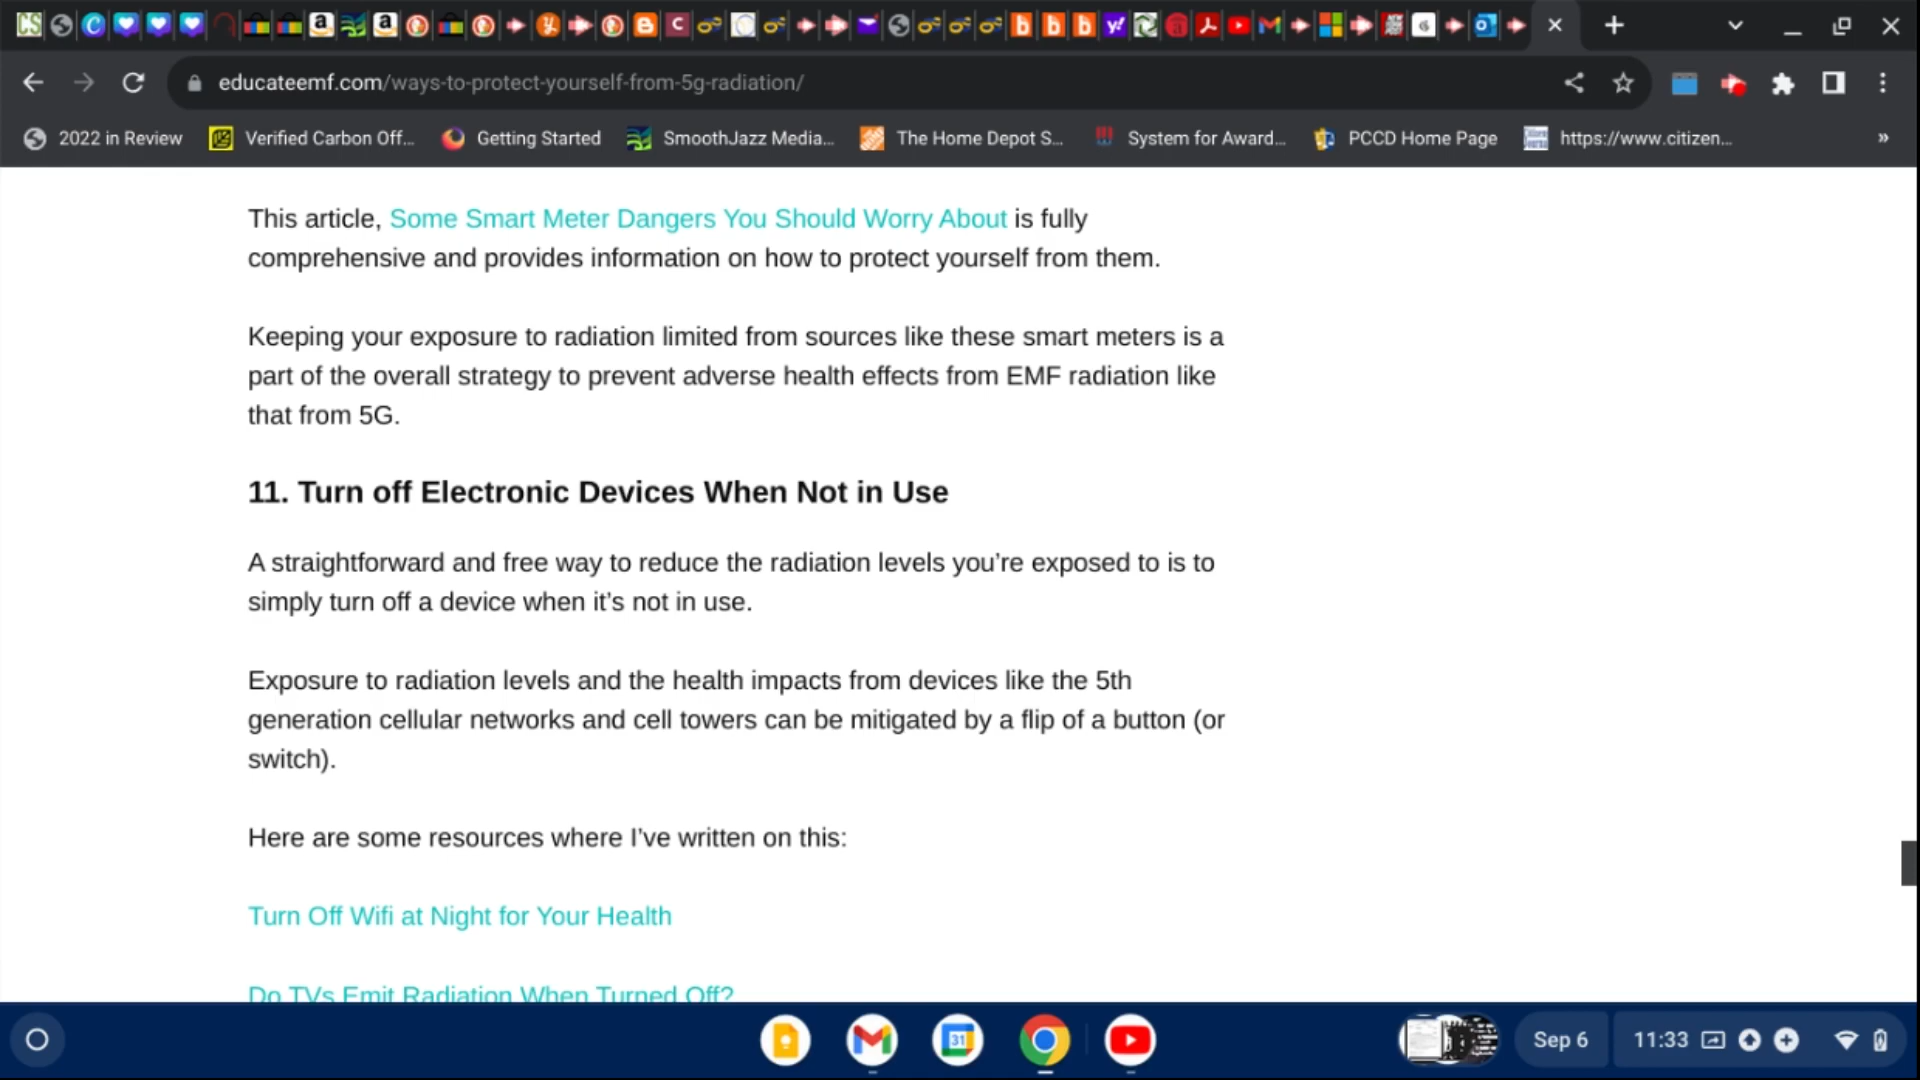 educateemf.com/ways-to-protect-yourself-from-5g-radiation/
2022 in Review
Verified Carbon Off...
Getting Started
SmoothJazz Media...
The Home Depot S...
System for Award...
PCCD Home Page
https://www.citizen...
»
This article, Some Smart Meter Dangers You Should Worry About is fully
comprehensive and provides information on how to protect yourself from them.
Keeping your exposure to radiation limited from sources like these smart meters is a
part of the overall strategy to prevent adverse health effects from EMF radiation like
that from 5G.
11. Turn off Electronic Devices When Not in Use
A straightforward and free way to reduce the radiation levels you’re exposed to is to
simply turn off a device when it’s not in use.
Exposure to radiation levels and the health impacts from devices like the 5th
generation cellular networks and cell towers can be mitigated by a flip of a button (or
switch).
Here are some resources where I’ve written on this:
Turn Off Wifi at Night for Your Health
Do TVs Emit Radiation When Turned Off?
31
Sep 6
11:33